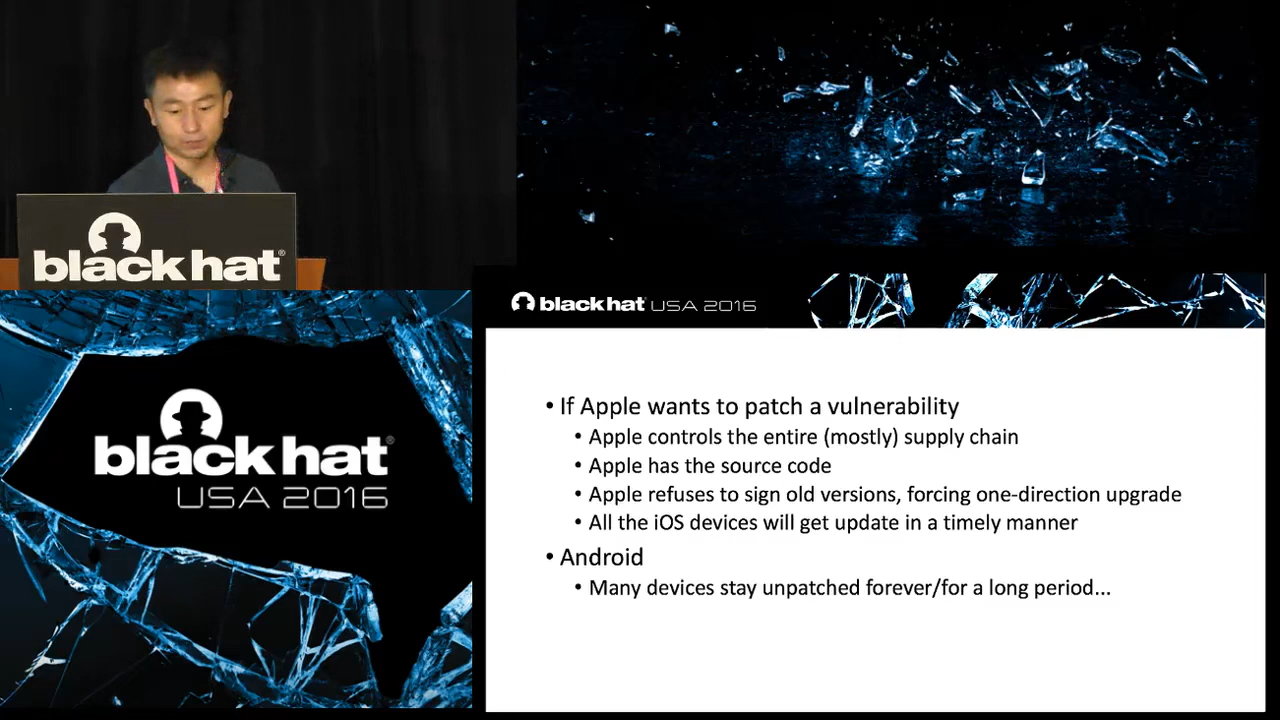 black hat®
black hat®
USA 2016
black hat USA 2016
• If Apple wants to patch a vulnerability
• Apple controls the entire (mostly) supply chain
• Apple has the source code
• Apple refuses to sign old versions, forcing one-direction upgrade
• All the iOS devices will get update in a timely manner
• Android
• Many devices stay unpatched forever/for a long period...